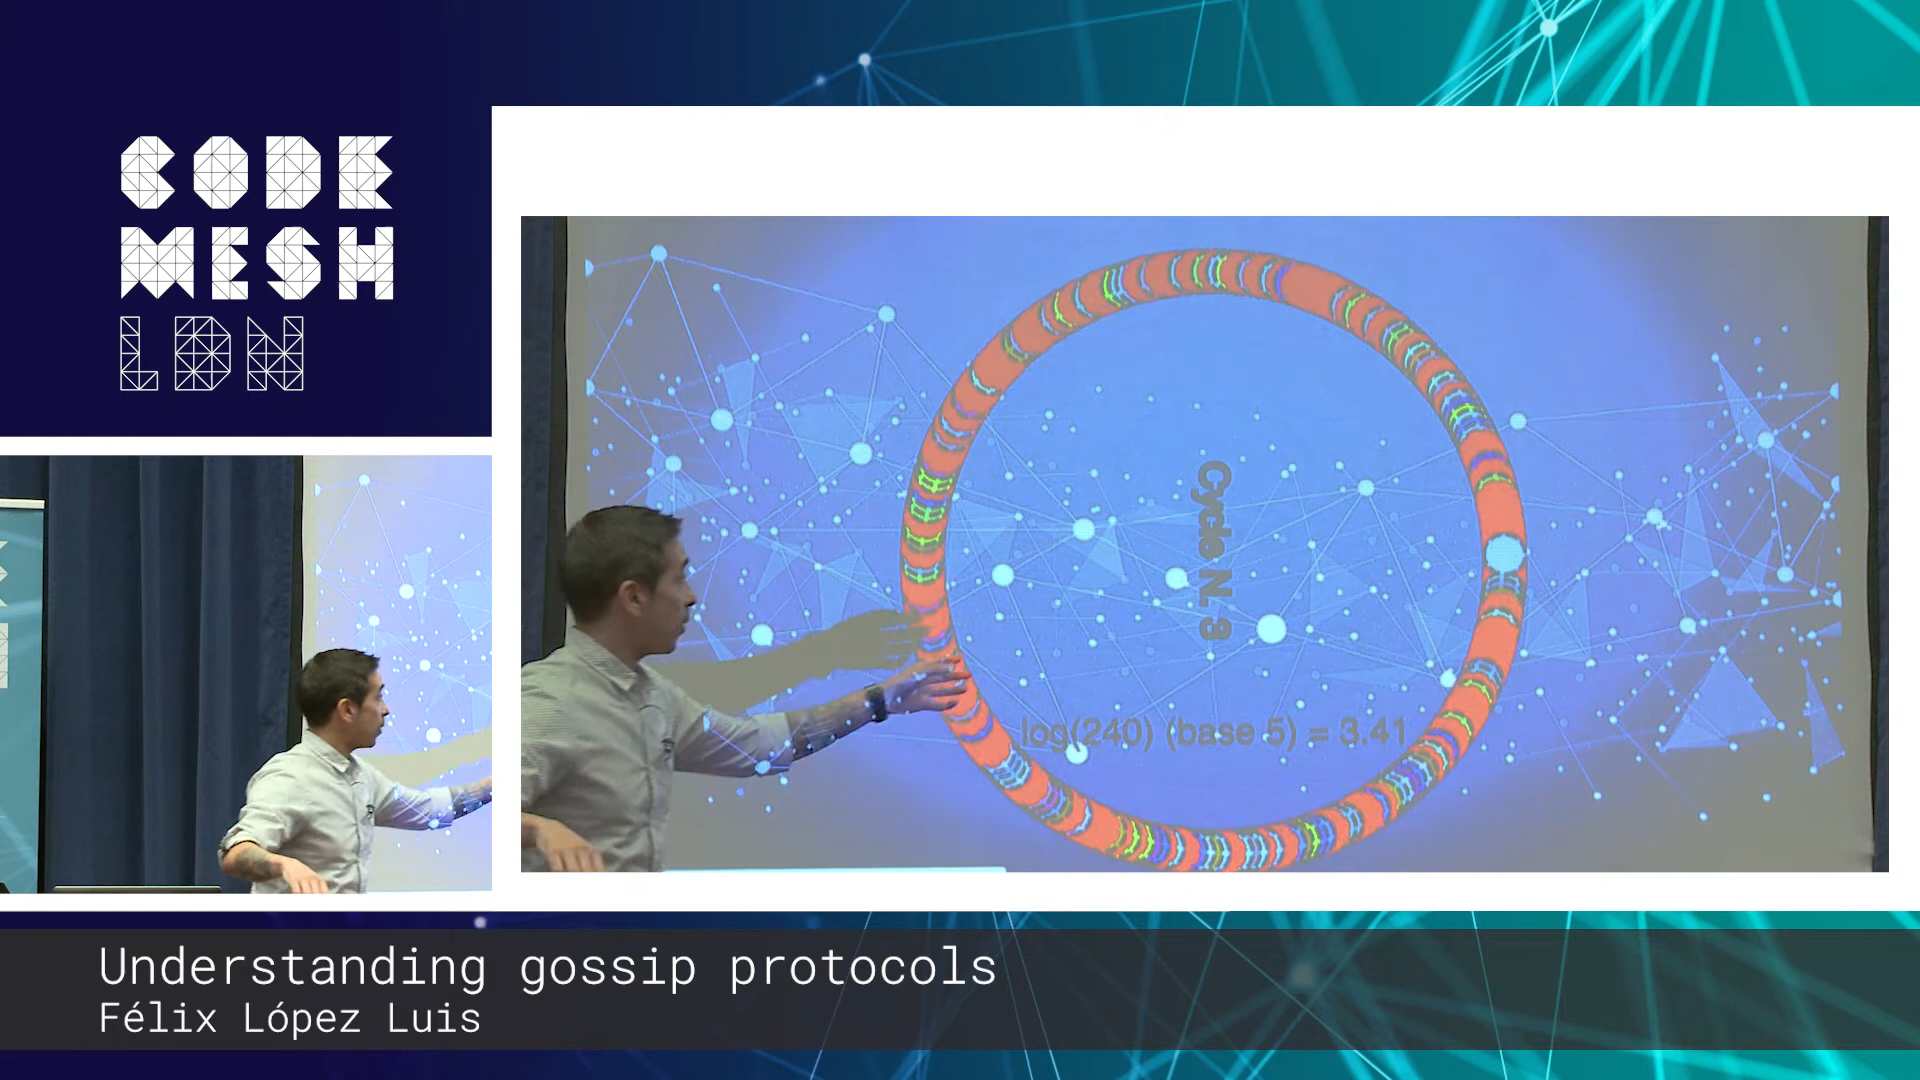 CODE
MESH
LDN
Cycle N. 3
log(240) (base 5) = 3.41
Understanding gossip protocols
Félix López Luis